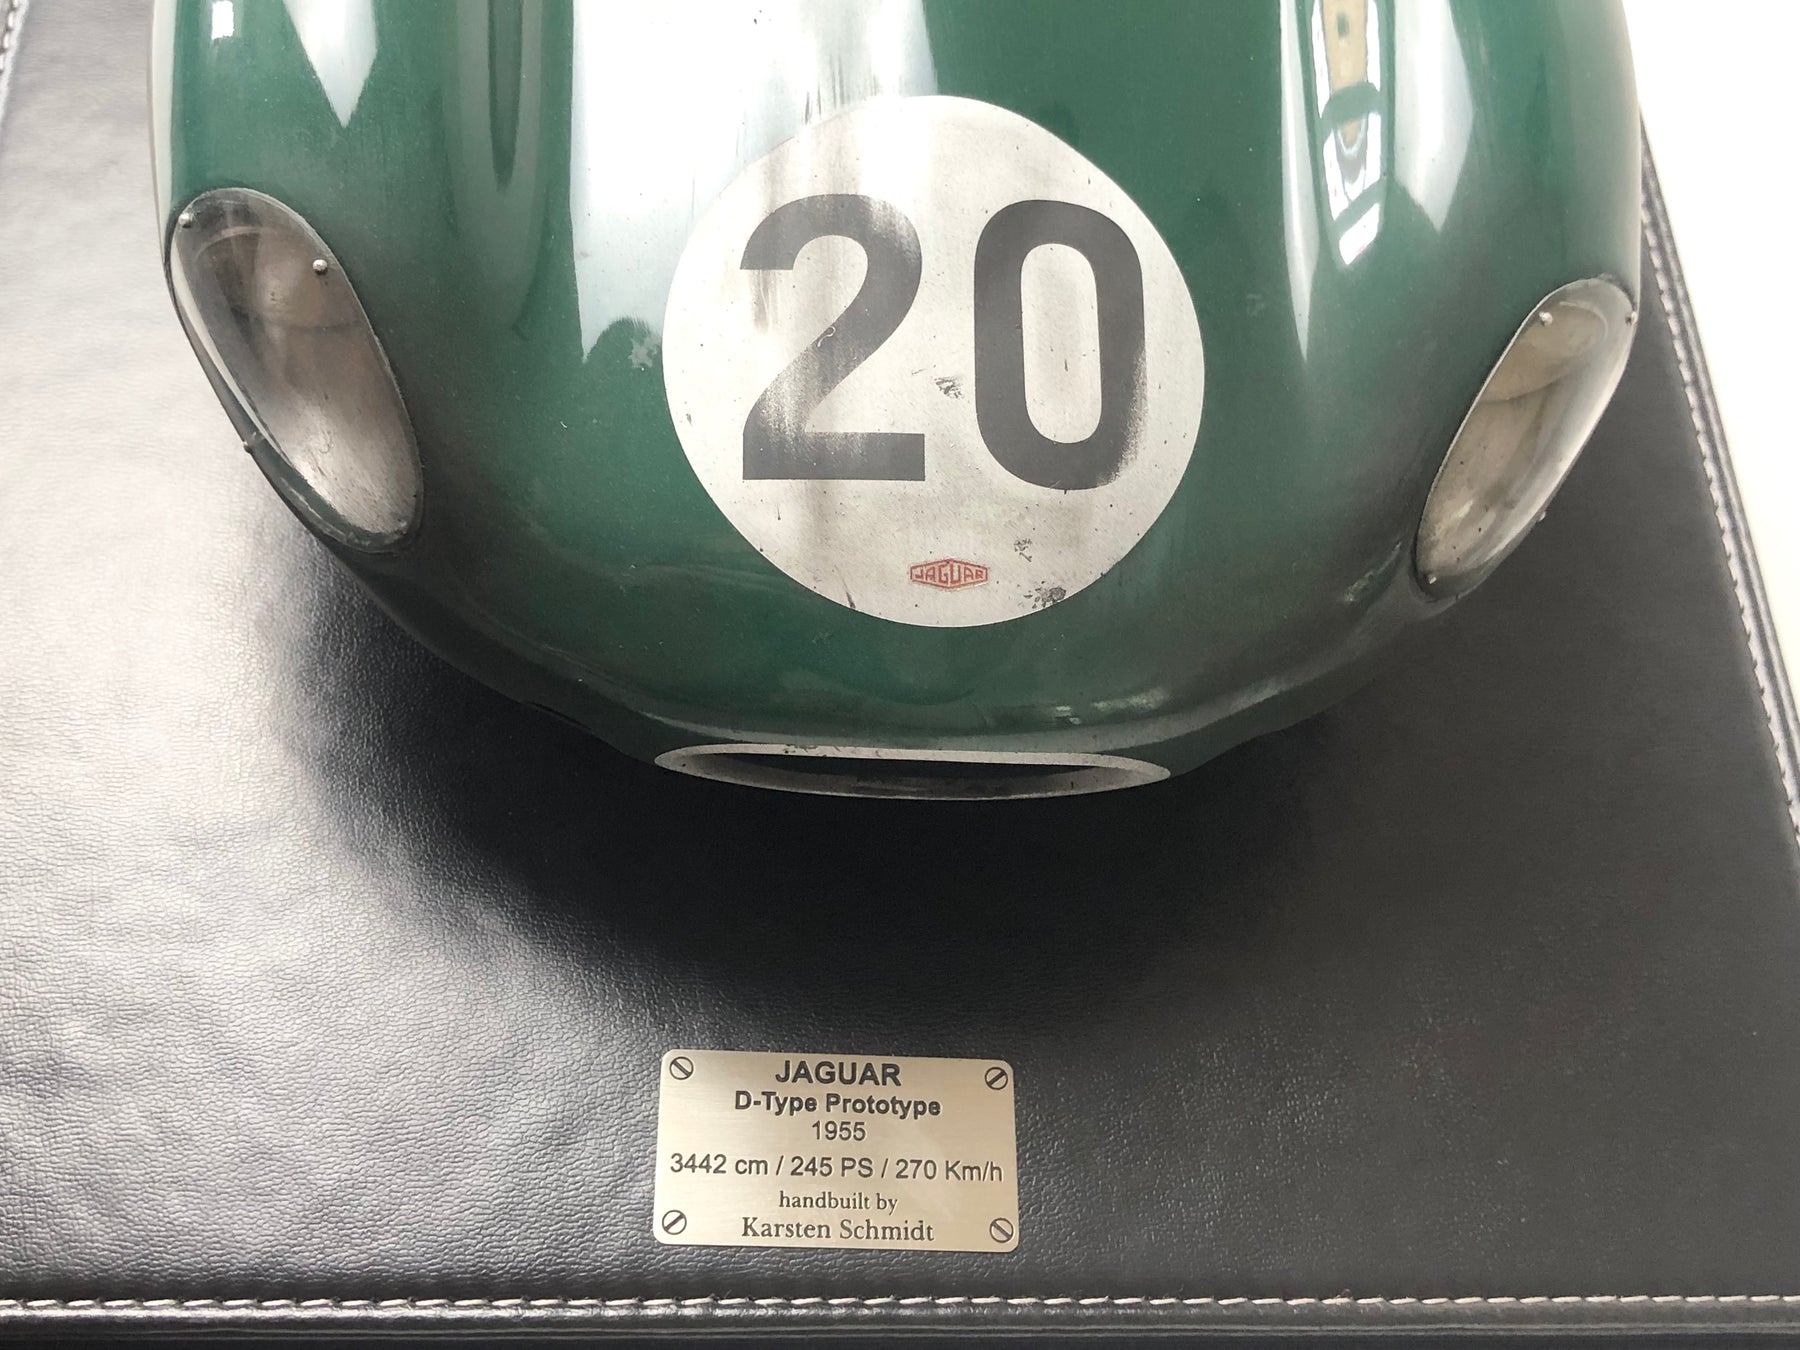 20
JAGUAR
JAGUAR
D-Type Prototype
1955
3442 cm / 245 PS / 270 Km/h
handbuilt by
Karsten Schmidt